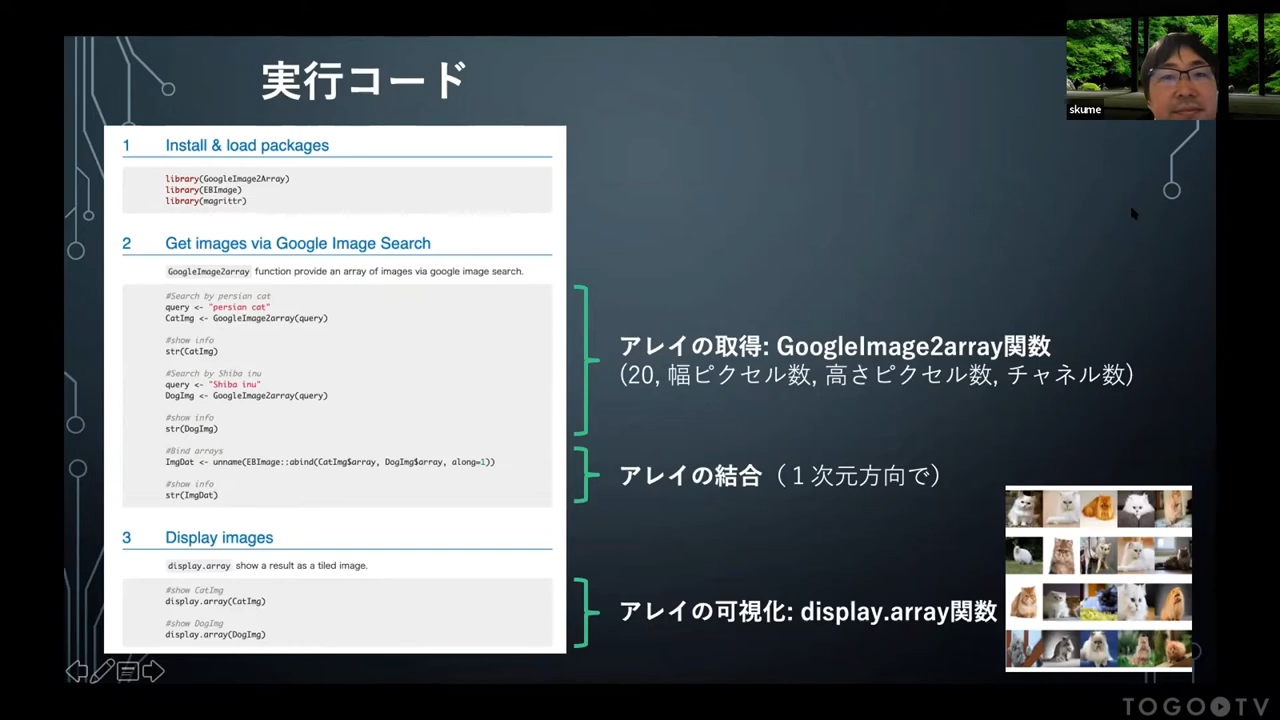 実行コード
skume
1 Install & load packages
library(GoogleImage2Array)
library(EBImage)
library(magrittr)
2 Get images via Google Image Search
GoogleImage2array function provide an array of images via google image search.
#Search by persian cat
query <- "persian cat"
CatImg <- GoogleImage2array(query)
#show info
str(CatImg)
#Search by Shiba inu
query <- "Shiba inu"
DogImg <- GoogleImage2array(query)
#show info
str(DogImg)
#Bind arrays
ImgDat <- unname(EBImage::abind(CatImg$array, DogImg$array, along=1))
#show info
str(ImgDat)
アレイの取得: GoogleImage2array関数
(20, 幅ピクセル数, 高さピクセル数, チャネル数)
アレイの結合（１次元方向で）
3 Display images
display.array show a result as a tiled image.
#show CatImg
display.array(CatImg)
#show DogImg
display.array(DogImg)
アレイの可視化: display.array関数
TOGO TV